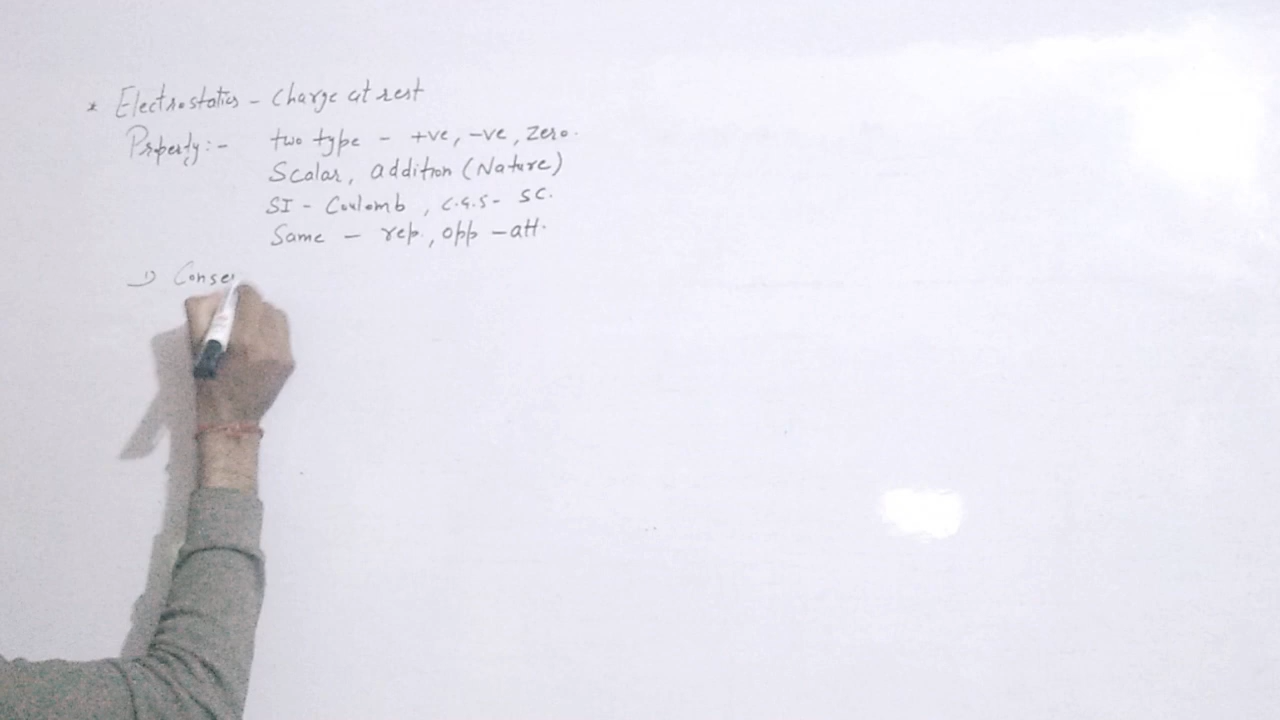 * Electrostatics - Charge at rest
Property:- two type - +ve, -ve, zero.
Scalar, addition (Nature)
SI - Coulomb, C.G.S - SC.
Same - rep, opp - att.
1) Conse